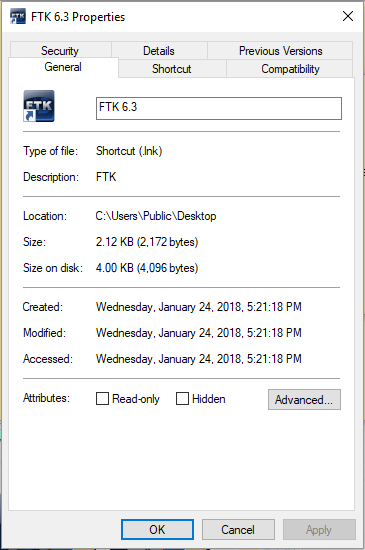 FTK 6.3 Properties
Security Details Previous Versions
General Shortcut Compatibility
FTK
FTK 6.3
Type of file: Shortcut (.lnk)
Description: FTK
Location: C:\Users\Public\Desktop
Size: 2.12 KB (2,172 bytes)
Size on disk: 4.00 KB (4,096 bytes)
Created: Wednesday, January 24, 2018, 5:21:18 PM
Modified: Wednesday, January 24, 2018, 5:21:18 PM
Accessed: Wednesday, January 24, 2018, 5:21:18 PM
Attributes: Read-only Hidden Advanced...
OK Cancel Apply